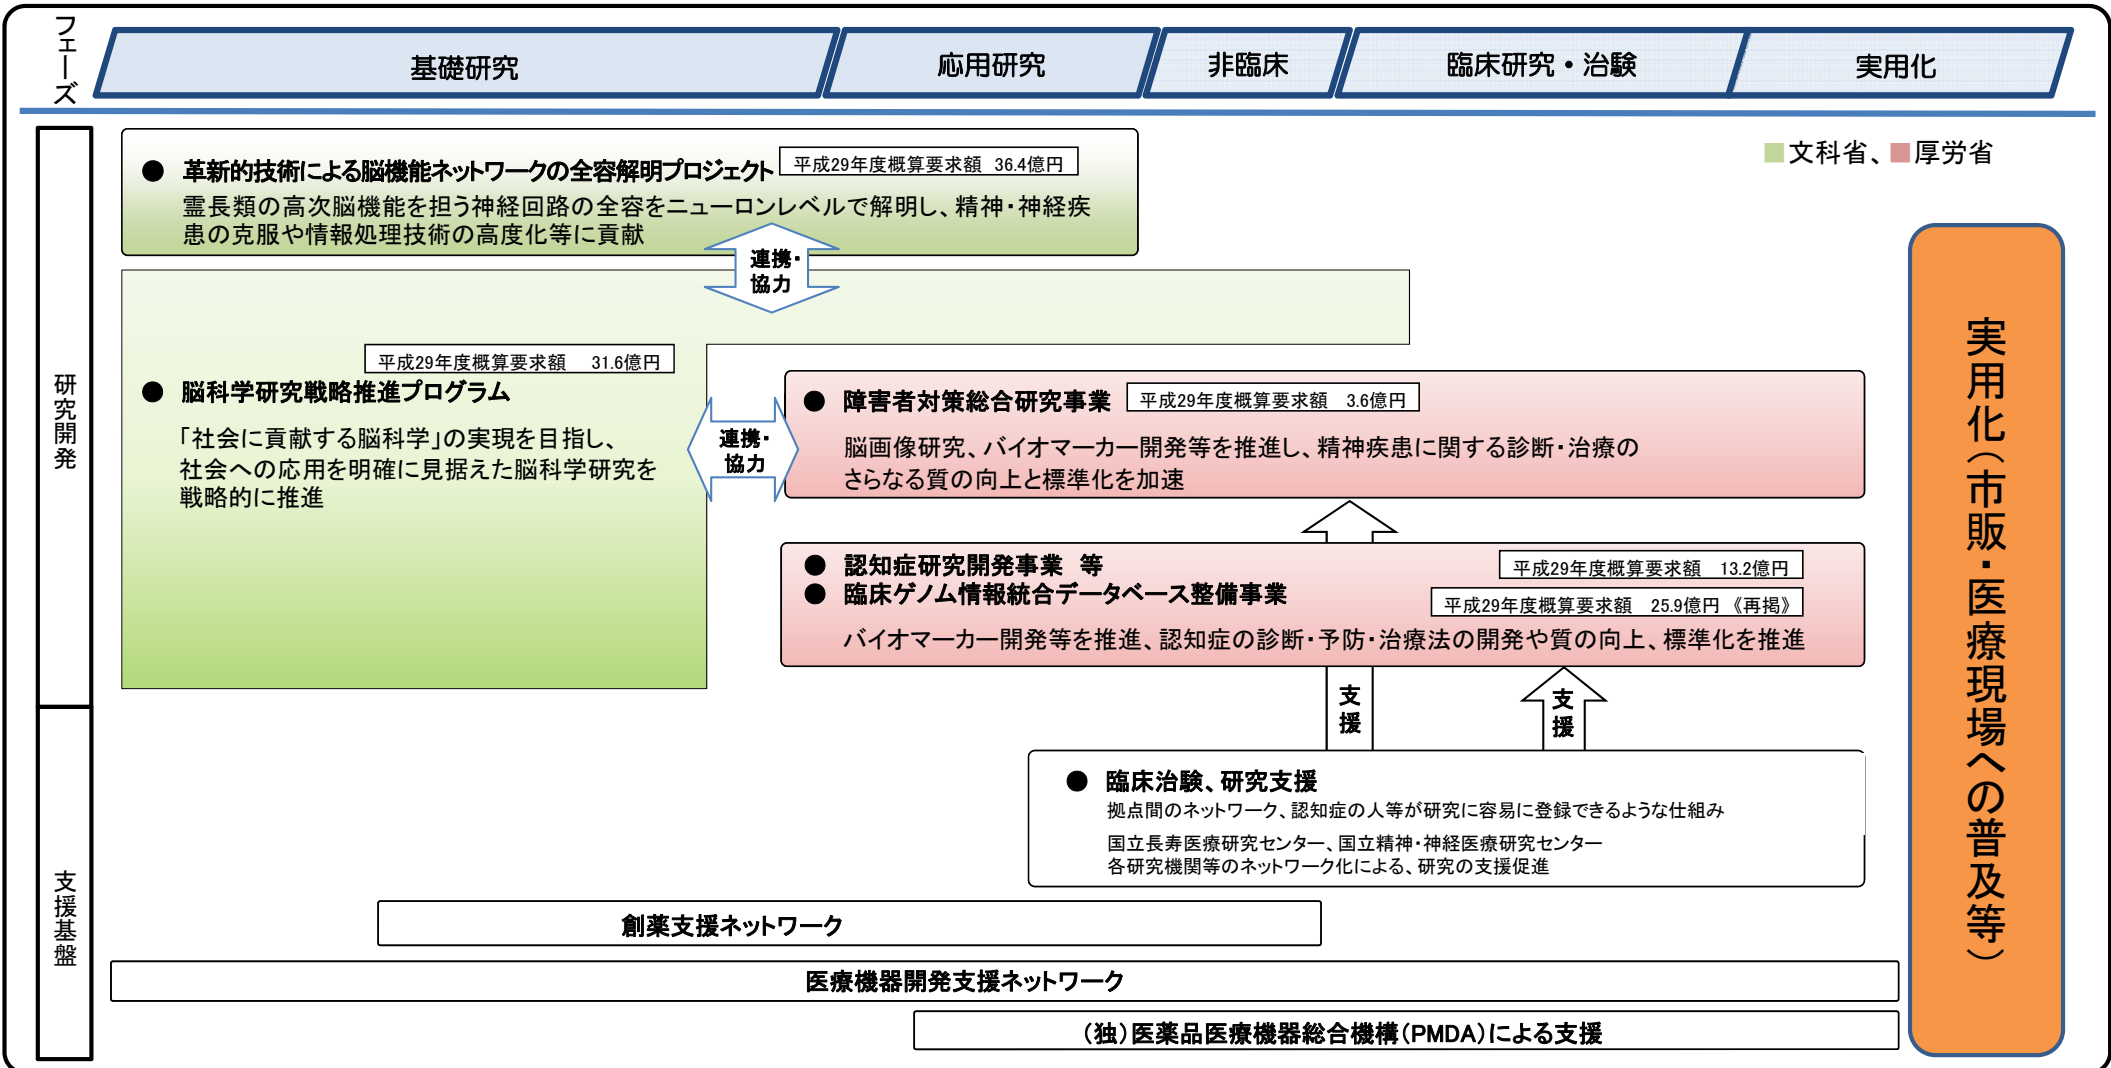 フェーズ
基礎研究
応用研究
非臨床
臨床研究・治験
実用化
■文科省、■厚労省
研究開発
● 革新的技術による脳機能ネットワークの全容解明プロジェクト
平成29年度概算要求額 36.4億円
霊長類の高次脳機能を担う神経回路の全容をニューロンレベルで解明し、精神・神経疾
患の克服や情報処理技術の高度化等に貢献
連携・
協力
平成29年度概算要求額 31.6億円
● 脳科学研究戦略推進プログラム
「社会に貢献する脳科学」の実現を目指し、
社会への応用を明確に見据えた脳科学研究を
戦略的に推進
連携・
協力
● 障害者対策総合研究事業
平成29年度概算要求額 3.6億円
脳画像研究、バイオマーカー開発等を推進し、精神疾患に関する診断・治療の
さらなる質の向上と標準化を加速
● 認知症研究開発事業 等
平成29年度概算要求額 13.2億円
● 臨床ゲノム情報統合データベース整備事業
平成29年度概算要求額 25.9億円 《再掲》
バイオマーカー開発等を推進、認知症の診断・予防・治療法の開発や質の向上、標準化を推進
支援
支援
支援基盤
● 臨床治験、研究支援
拠点間のネットワーク、認知症の人等が研究に容易に登録できるような仕組み
国立長寿医療研究センター、国立精神・神経医療研究センター
各研究機関等のネットワーク化による、研究の支援促進
創薬支援ネットワーク
医療機器開発支援ネットワーク
(独)医薬品医療機器総合機構(PMDA)による支援
実用化(市販・医療現場への普及等)